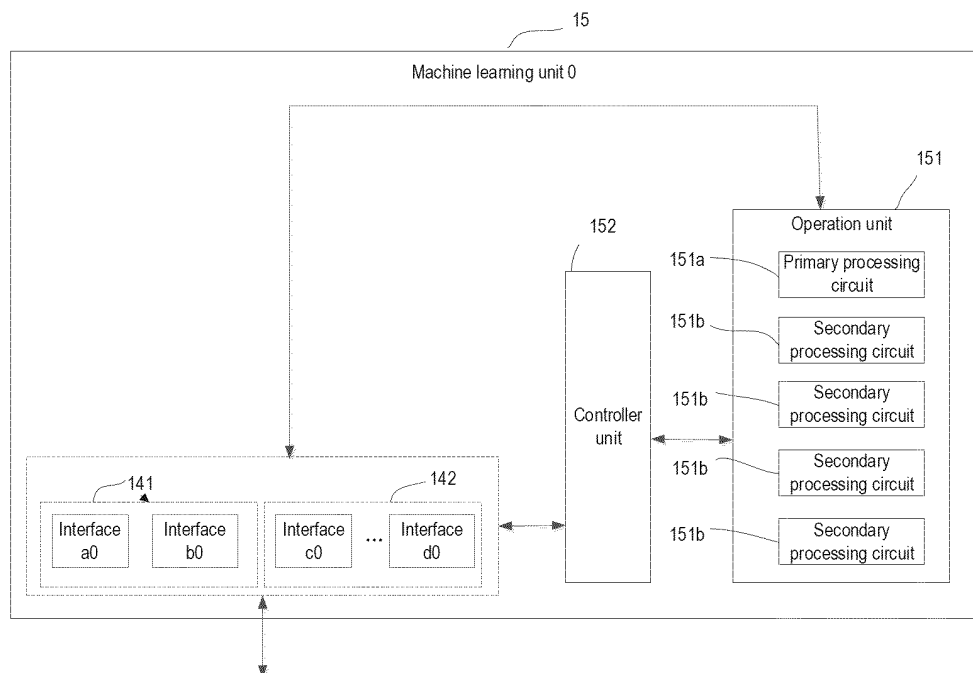 15
Machine learning unit 0
151
Operation unit
152
151a
Primary processing
circuit
151b
Secondary
processing circuit
151b
Secondary
processing circuit
Controller
unit
151b
Secondary
processing circuit
151b
Secondary
processing circuit
141
142
Interface
a0
Interface
b0
Interface
c0
...
Interface
d0